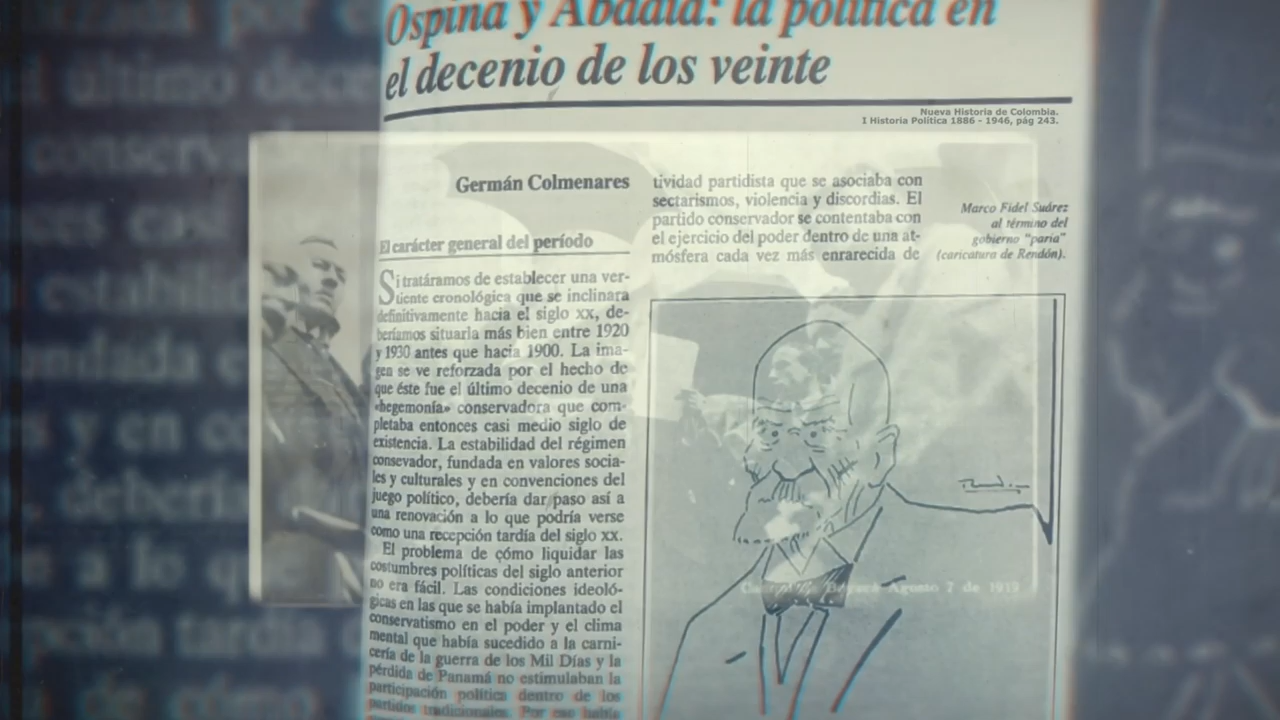 Ospina y Abadía: la política en
el decenio de los veinte
Nueva Historia de Colombia.
I Historia Política 1886 - 1946, pág 243.
Germán Colmenares
El carácter general del período
Si tratáramos de establecer una ver-
tiente cronológica que se inclinara
definitivamente hacia el siglo xx, de-
beríamos situarla más bien entre 1920
y 1930 antes que hacia 1900. La ima-
gen se ve reforzada por el hecho de
que éste fue el último decenio de una
«hegemonía» conservadora que com-
pletaba entonces casi medio siglo de
existencia. La estabilidad del régimen
consevador, fundada en valores socia-
les y culturales y en convenciones del
juego político, debería dar paso así a
una renovación a lo que podría verse
como una recepción tardía del siglo xx.
El problema de cómo liquidar las
costumbres políticas del siglo anterior
no era fácil. Las condiciones ideoló-
gicas en las que se había implantado el
conservatismo en el poder y el clima
mental que había sucedido a la carni-
cería de la guerra de los Mil Días y la
pérdida de Panamá no estimulaban la
participación política dentro de los
partidos tradicionales. Por eso había
tividad partidista que se asociaba con
sectarismos, violencia y discordias. El
partido conservador se contentaba con
el ejercicio del poder dentro de una at-
mósfera cada vez más enrarecida de
Marco Fidel Suárez
al término del
gobierno "paria"
(caricatura de Rendón).
Agosto 7 de 1919